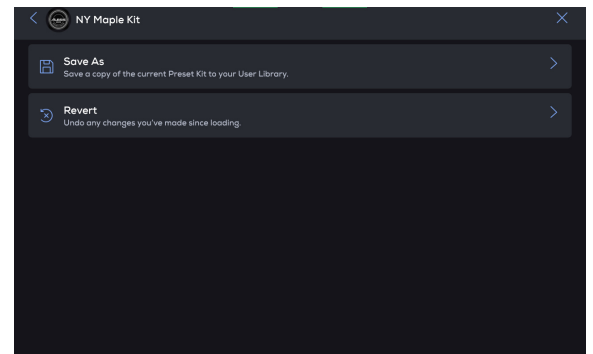 NY Maple Kit
Save As
Save a copy of the current Preset Kit to your User Library.
Revert
Undo any changes you've made since loading.